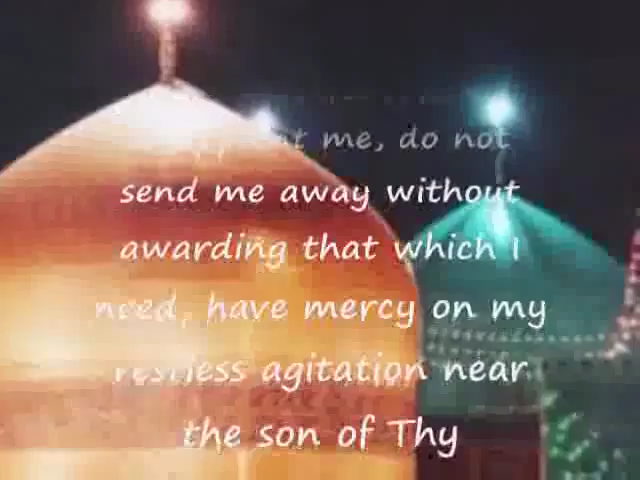 me, do not
send me away without
awarding that which I
need, have mercy on my
restless agitation near
the son of Thy